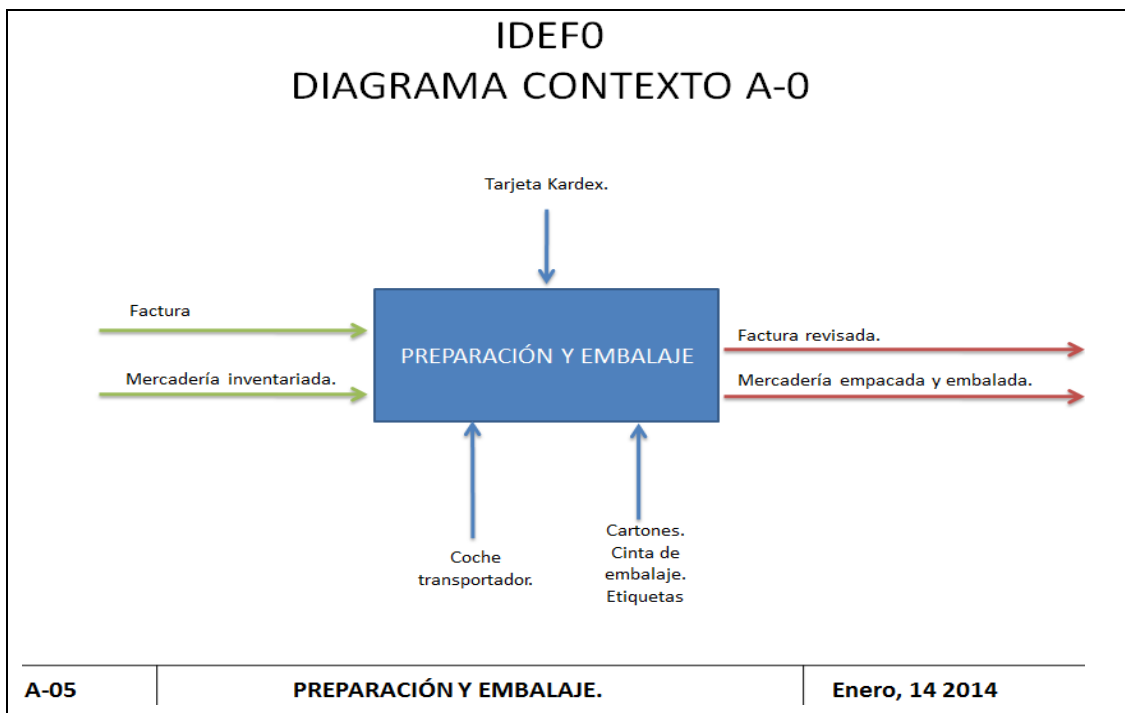 IDEF0
DIAGRAMA CONTEXTO A-0
Tarjeta Kardex.
Factura
Mercadería inventariada.
PREPARACIÓN Y EMBALAJE
Factura revisada.
Mercadería empacada y embalada.
Coche
transportador.
Cartones.
Cinta de
embalaje.
Etiquetas
A-05
PREPARACIÓN Y EMBALAJE.
Enero, 14 2014